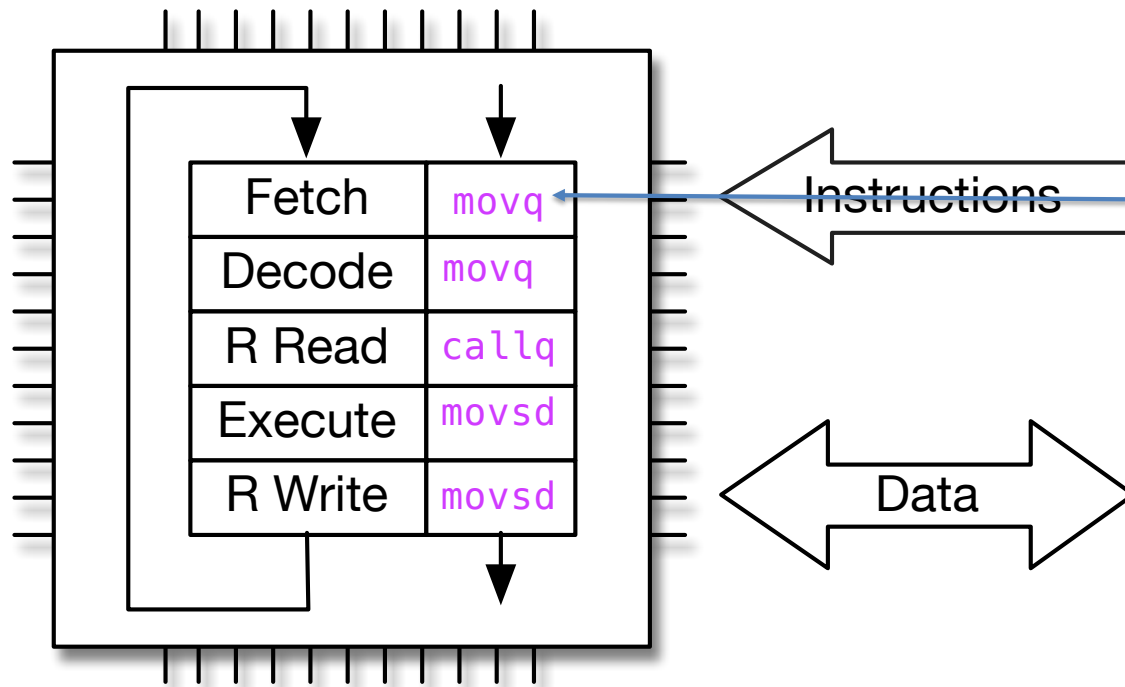 Fetch movq Instructions
Decode movq
R Read callq
Execute movsd
R Write movsd Data